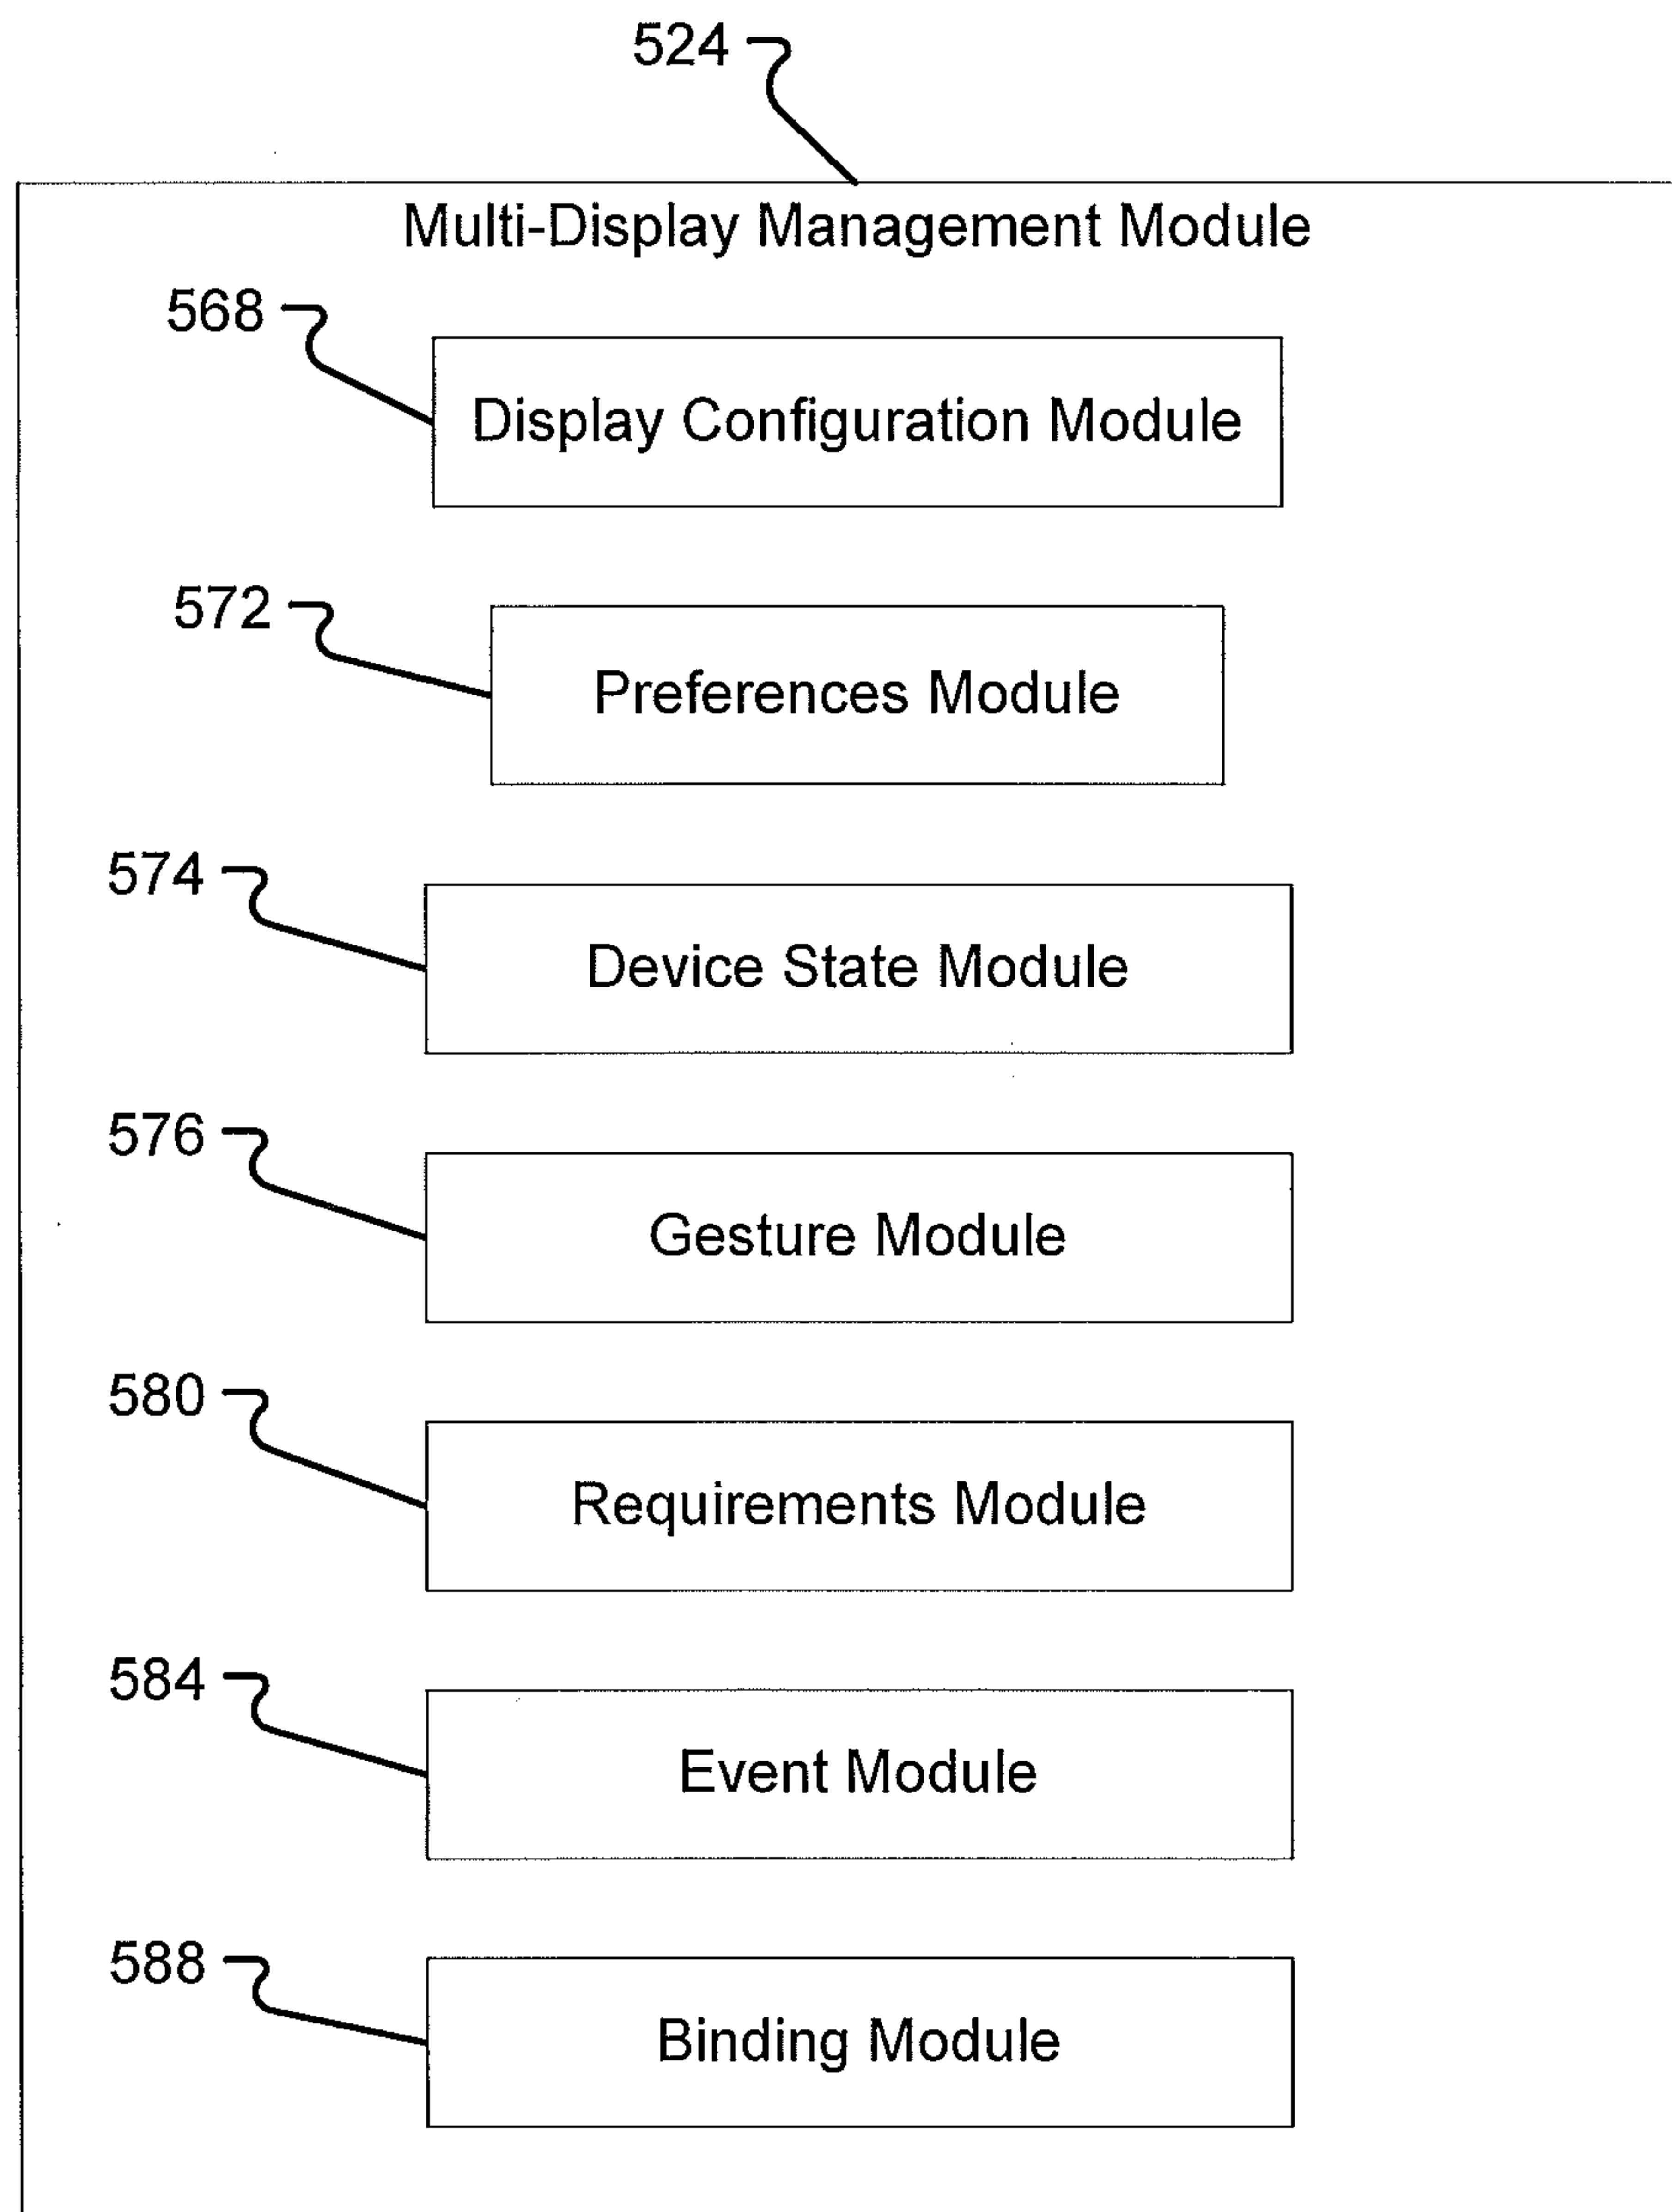 524
Multi-Display Management Module
568
Display Configuration Module
572
Preferences Module
574
Device State Module
576
Gesture Module
580
Requirements Module
584
Event Module
588
Binding Module